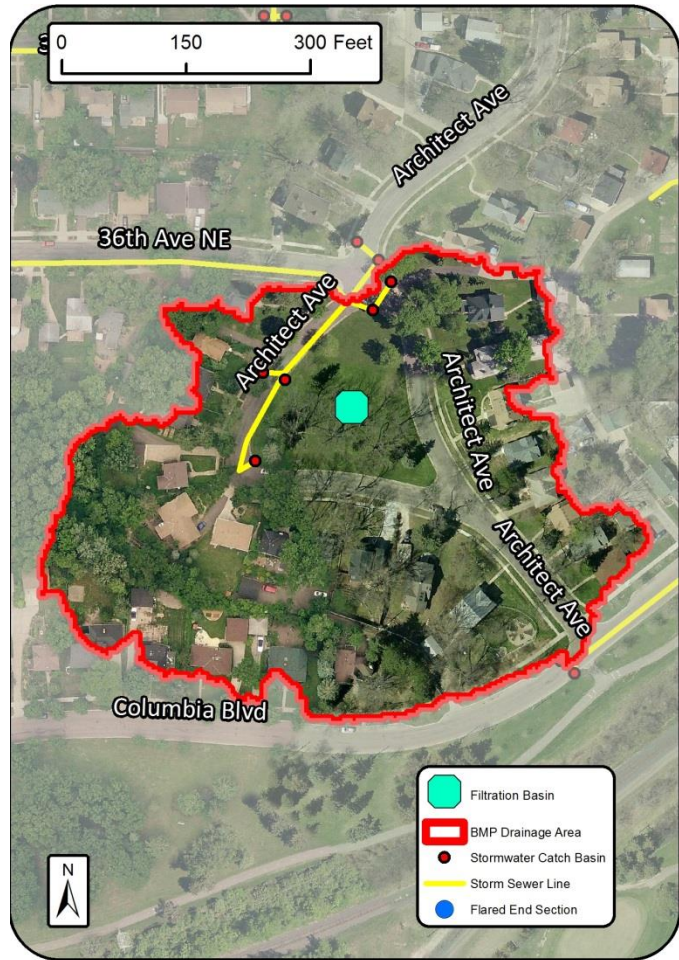 3
0 150 300 Feet
Architect Ave
36th Ave NE
Architect Ave
Architect Ave
Architect Ave
Columbia Blvd
Filtration Basin
BMP Drainage Area
Stormwater Catch Basin
Storm Sewer Line
Flared End Section
N